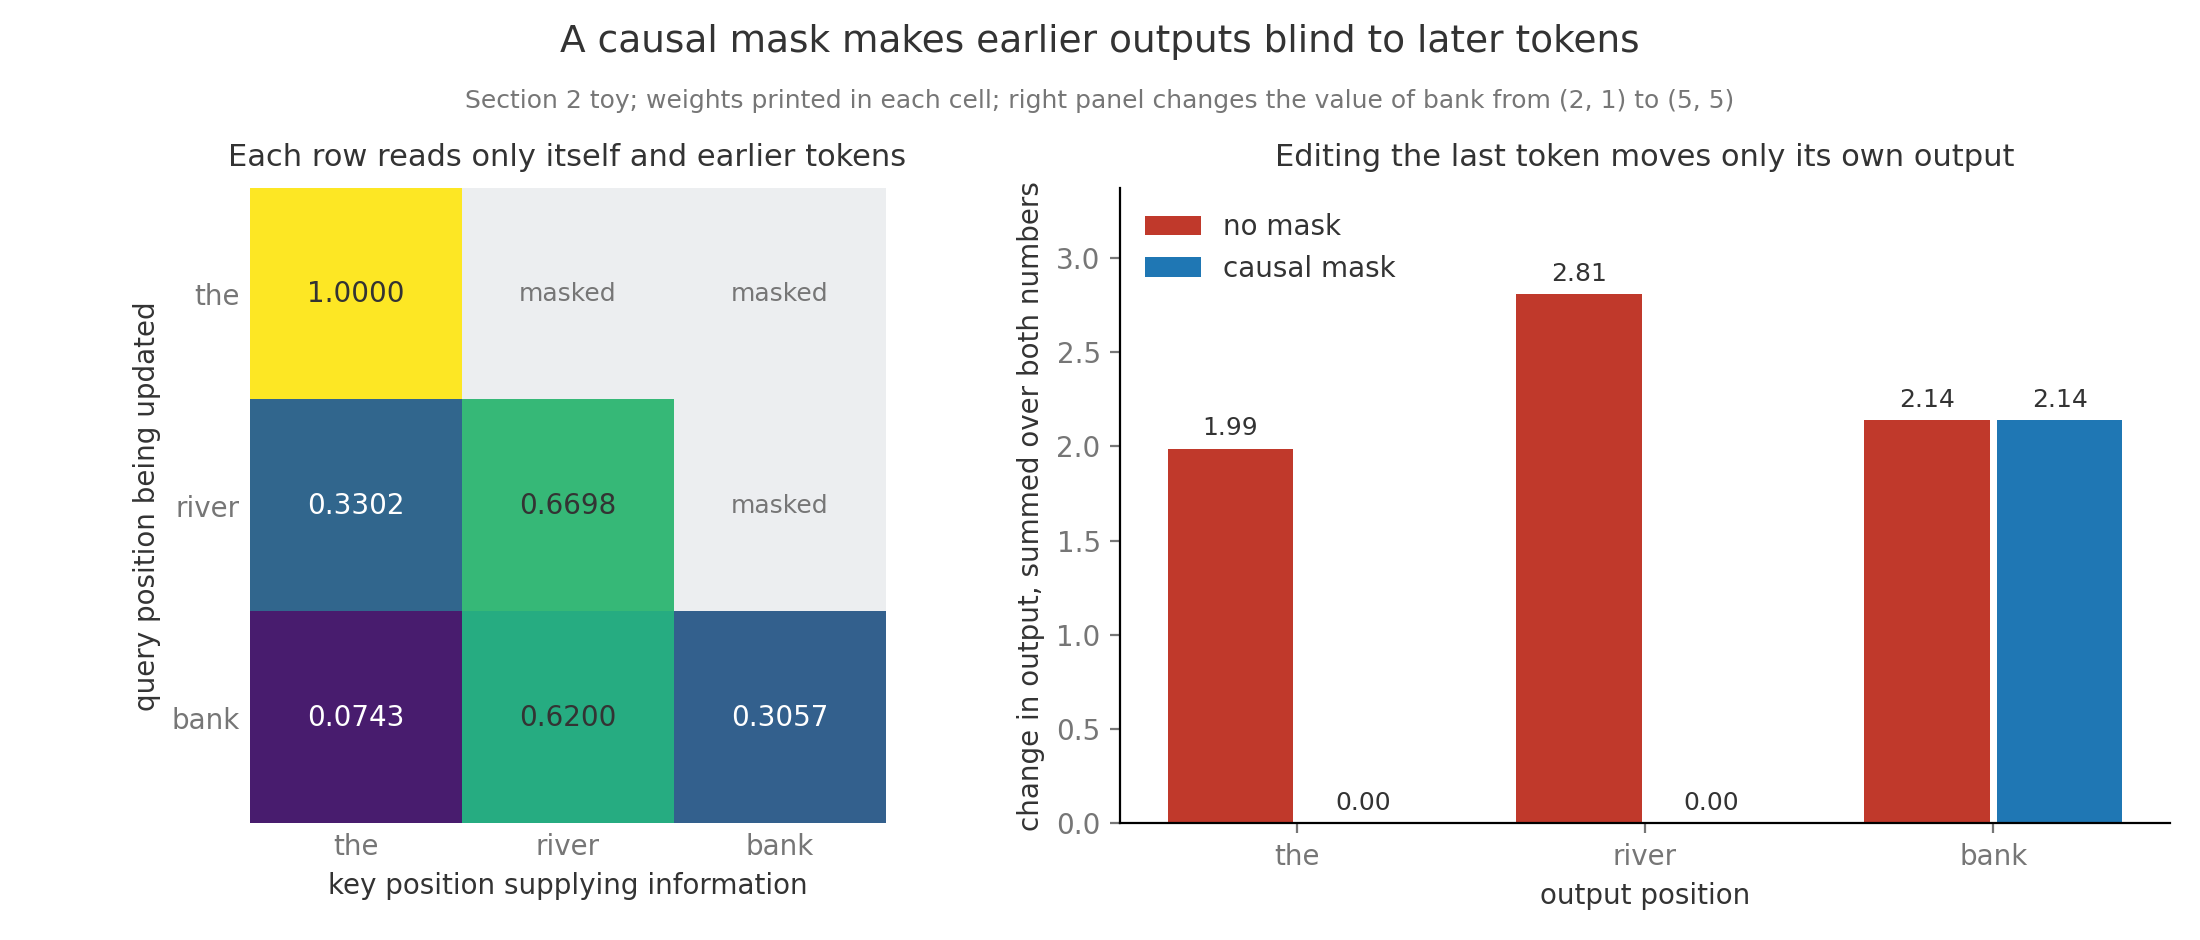 A causal mask makes earlier outputs blind to later tokens
Section 2 toy; weights printed in each cell; right panel changes the value of bank from (2, 1) to (5, 5)
Each row reads only itself and earlier tokens
query position being updated
the
1.0000
masked
masked
river
0.3302
0.6698
masked
bank
0.0743
0.6200
0.3057
the
river
bank
key position supplying information
Editing the last token moves only its own output
change in output, summed over both numbers
no mask
causal mask
3.0
2.5
2.0
1.5
1.0
0.5
0.0
1.99
0.00
2.81
0.00
2.14
2.14
the
river
bank
output position